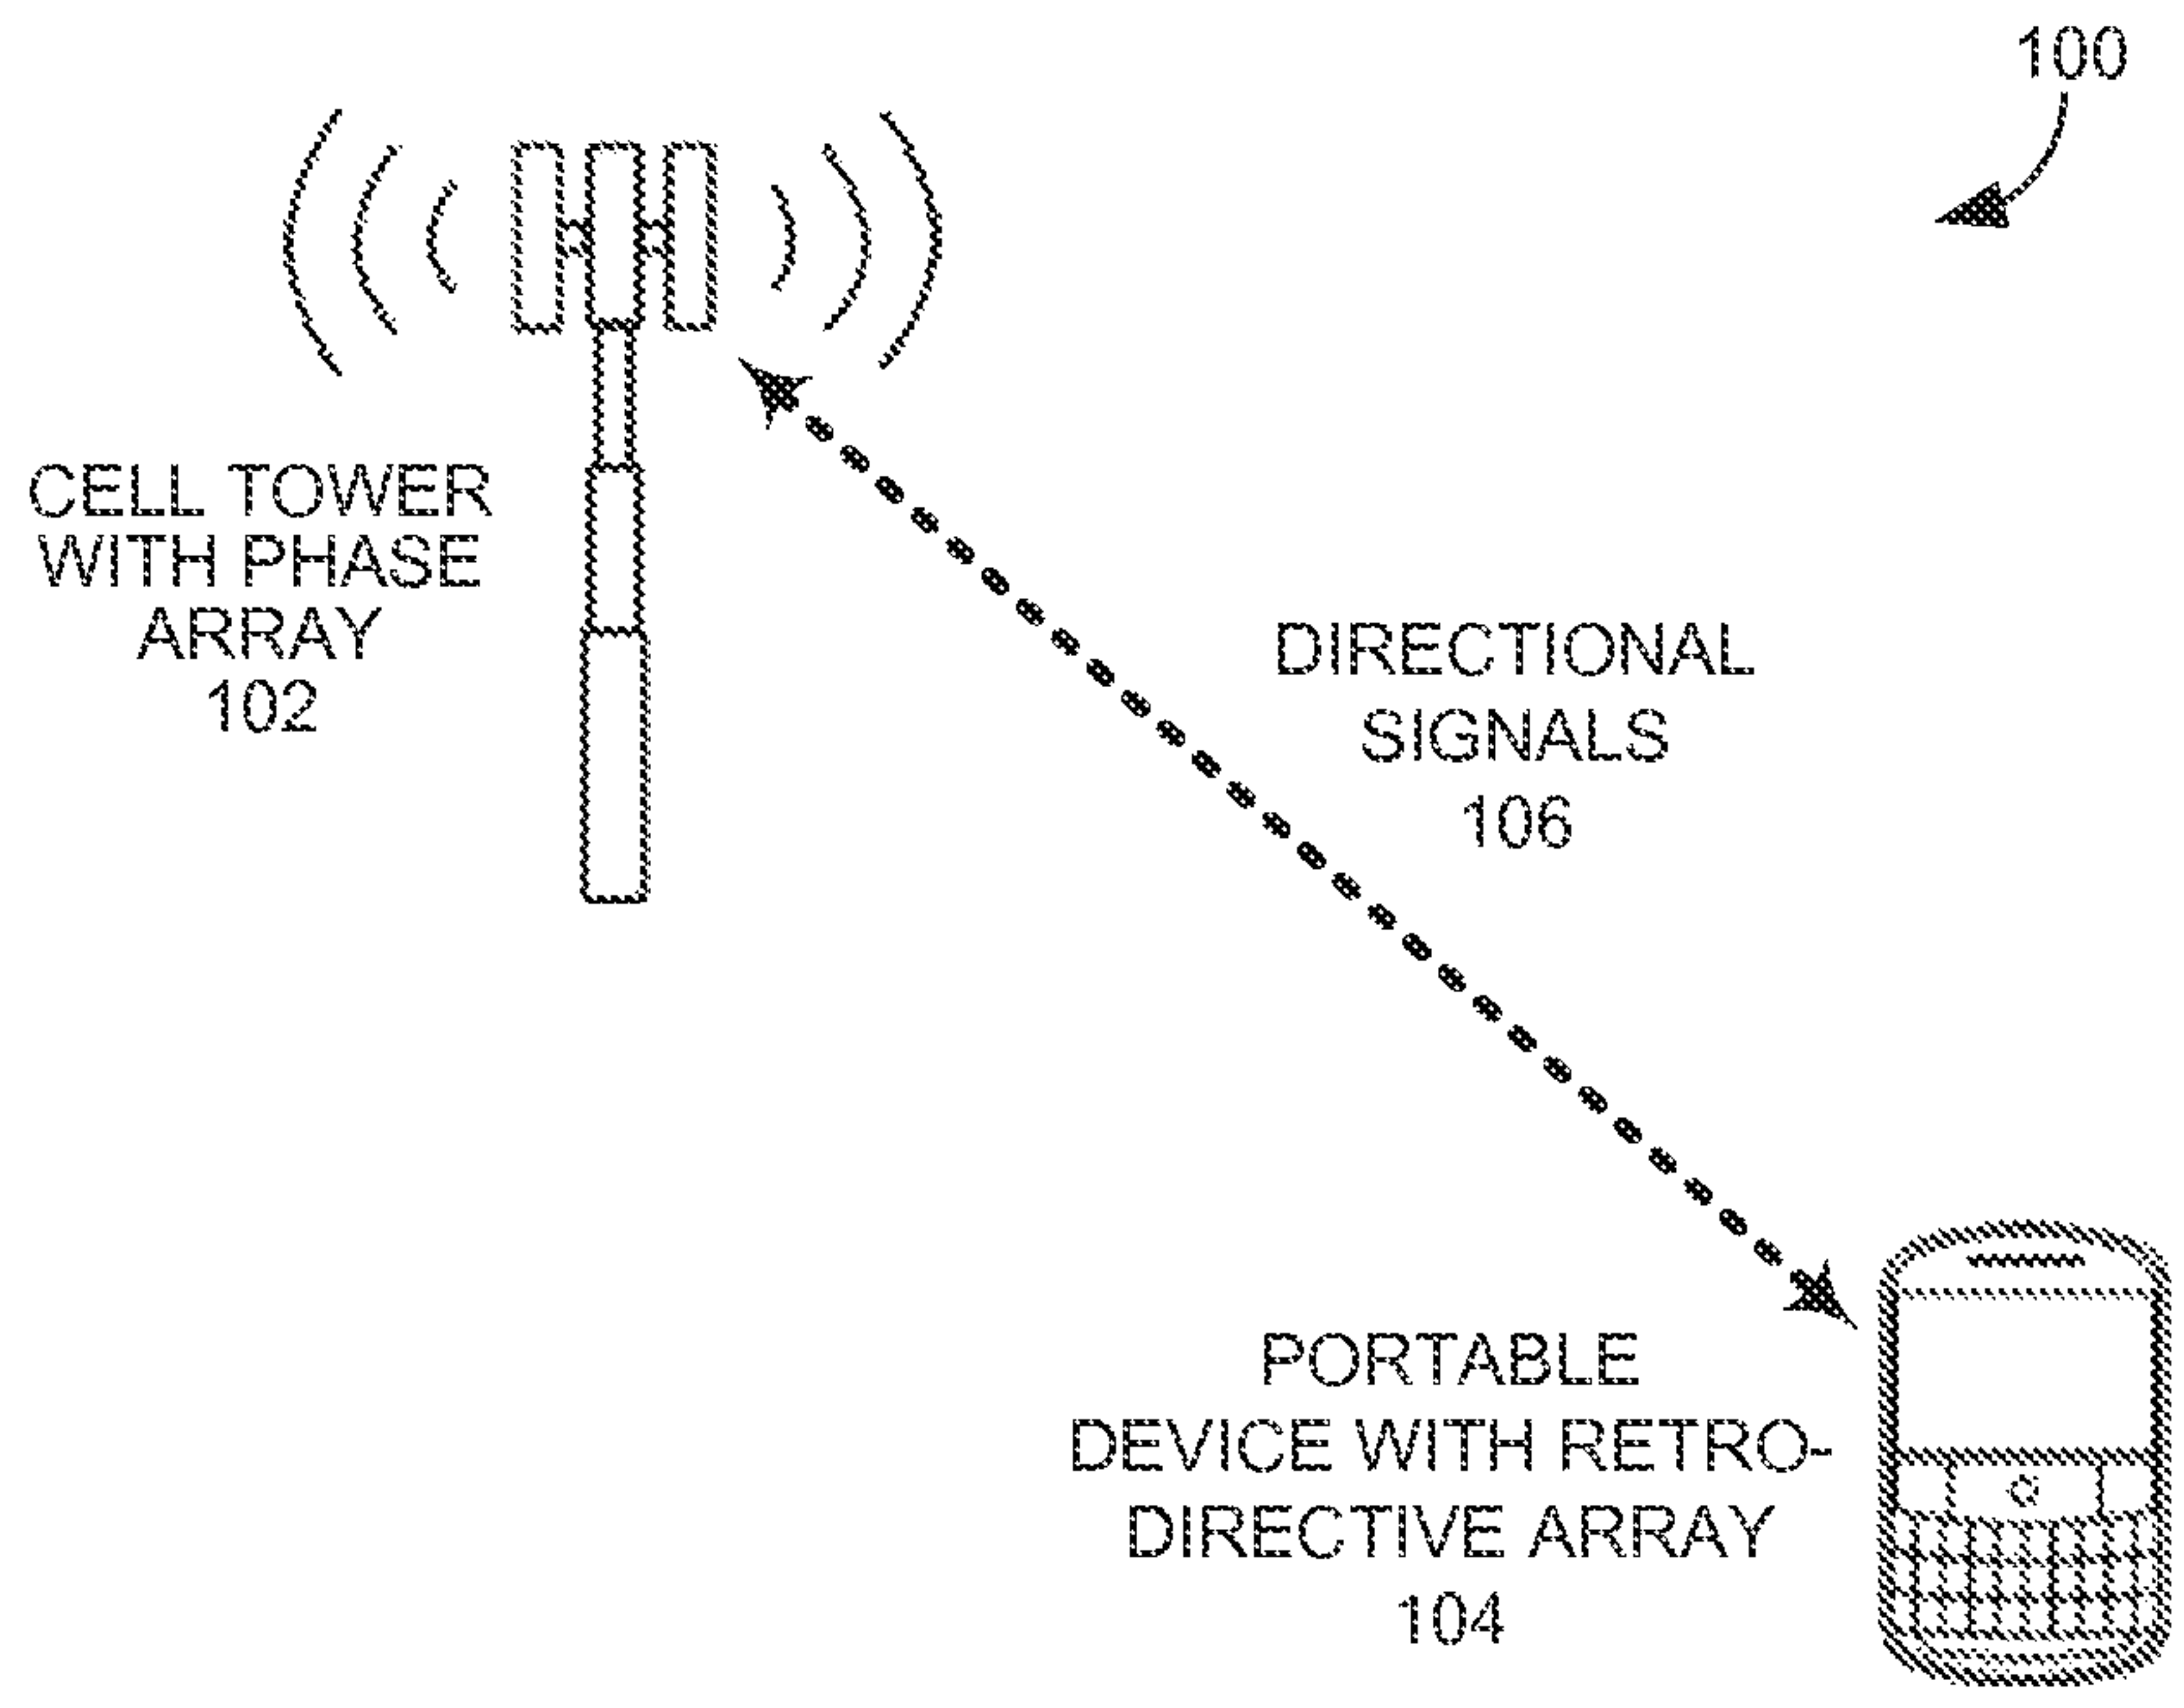 100
CELL TOWER
WITH PHASE
ARRAY
102
DIRECTIONAL
SIGNALS
106
PORTABLE
DEVICE WITH RETRO-
DIRECTIVE ARRAY
104